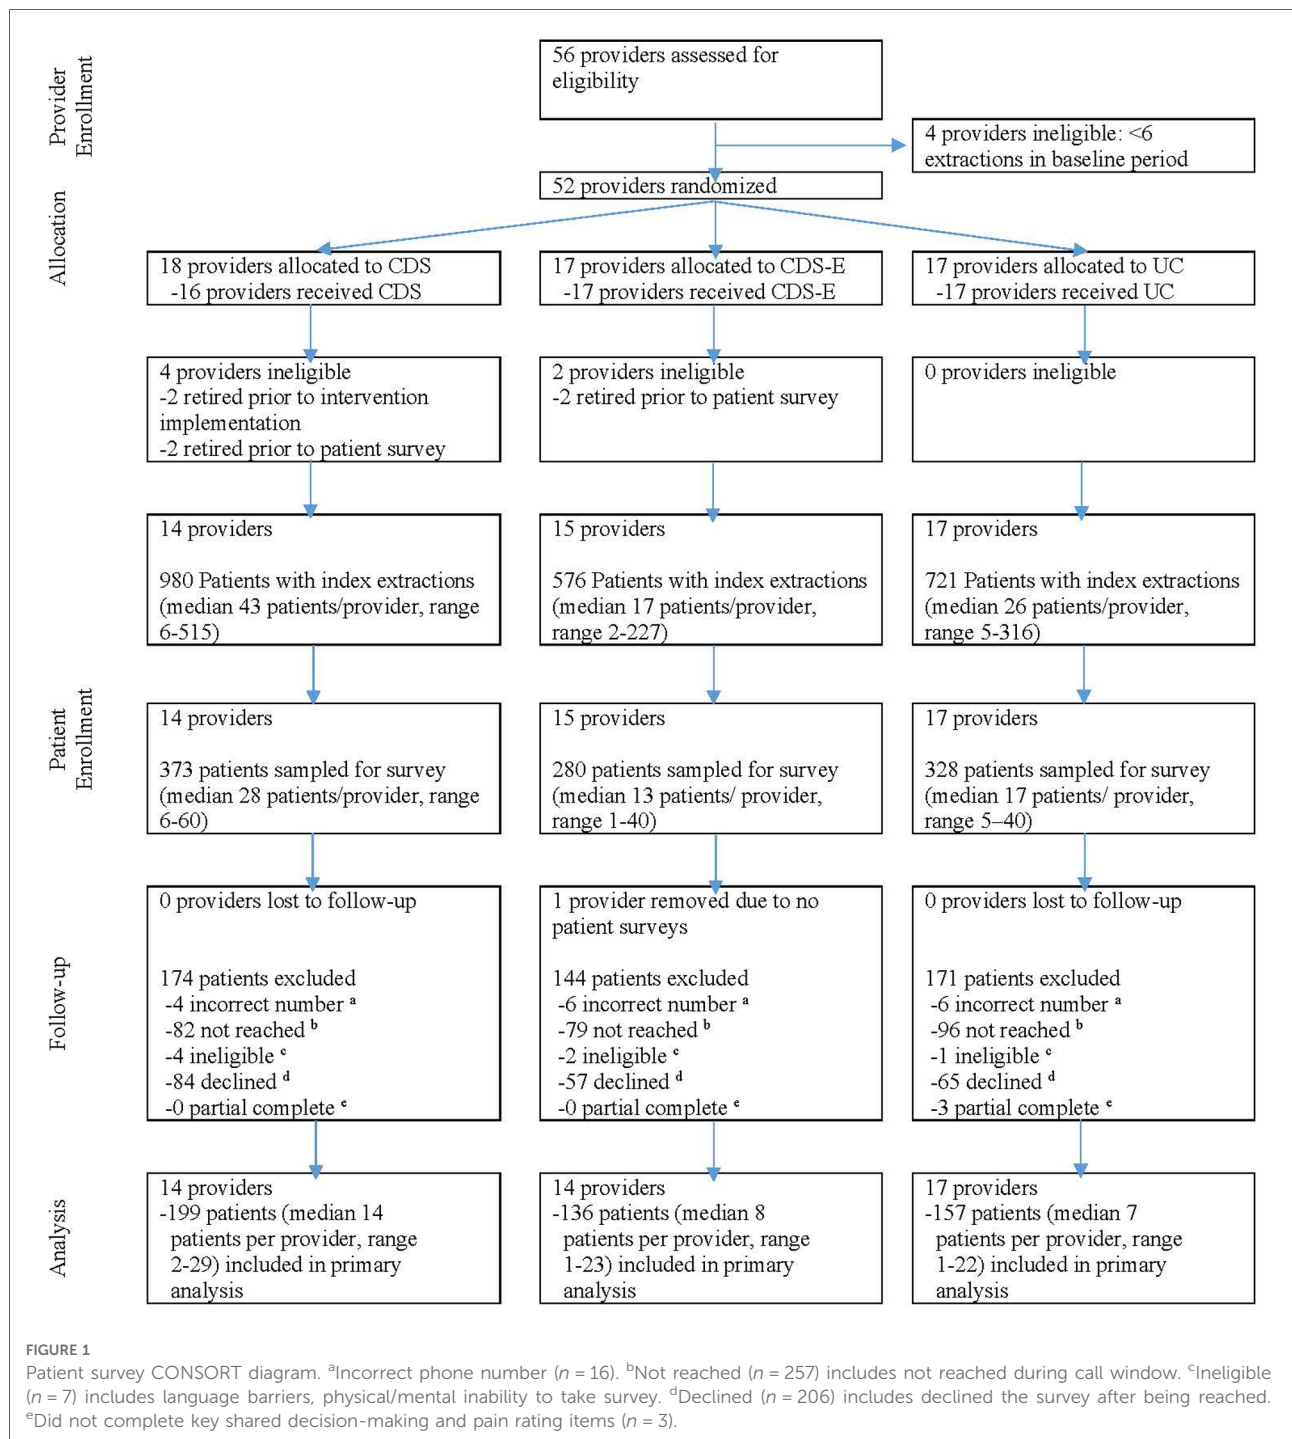 Provider
Enrollment
56 providers assessed for
eligibility
4 providers ineligible: <6
extractions in baseline period
52 providers randomized
Allocation
18 providers allocated to CDS
-16 providers received CDS
17 providers allocated to CDS-E
-17 providers received CDS-E
17 providers allocated to UC
-17 providers received UC
4 providers ineligible
-2 retired prior to intervention
implementation
-2 retired prior to patient survey
2 providers ineligible
-2 retired prior to patient survey
0 providers ineligible
14 providers
980 Patients with index extractions
(median 43 patients/provider, range
6-515)
15 providers
576 Patients with index extractions
(median 17 patients/provider,
range 2-227)
17 providers
721 Patients with index extractions
(median 26 patients/provider,
range 5-316)
Patient
Enrollment
14 providers
373 patients sampled for survey
(median 28 patients/provider, range
6-60)
15 providers
280 patients sampled for survey
(median 13 patients/ provider,
range 1-40)
17 providers
328 patients sampled for survey
(median 17 patients/ provider,
range 5–40)
Follow-up
0 providers lost to follow-up
174 patients excluded
-4 incorrect number a
-82 not reached b
-4 ineligible c
-84 declined d
-0 partial complete e
1 provider removed due to no
patient surveys
144 patients excluded
-6 incorrect number a
-79 not reached b
-2 ineligible c
-57 declined d
-0 partial complete e
0 providers lost to follow-up
171 patients excluded
-6 incorrect number a
-96 not reached b
-1 ineligible c
-65 declined d
-3 partial complete e
Analysis
14 providers
-199 patients (median 14
patients per provider, range
2-29) included in primary
analysis
14 providers
-136 patients (median 8
patients per provider, range
1-23) included in primary
analysis
17 providers
-157 patients (median 7
patients per provider, range
1-22) included in primary
analysis
FIGURE 1
Patient survey CONSORT diagram. aIncorrect phone number (n = 16). bNot reached (n = 257) includes not reached during call window. cIneligible
(n = 7) includes language barriers, physical/mental inability to take survey. dDeclined (n = 206) includes declined the survey after being reached.
eDid not complete key shared decision-making and pain rating items (n = 3).